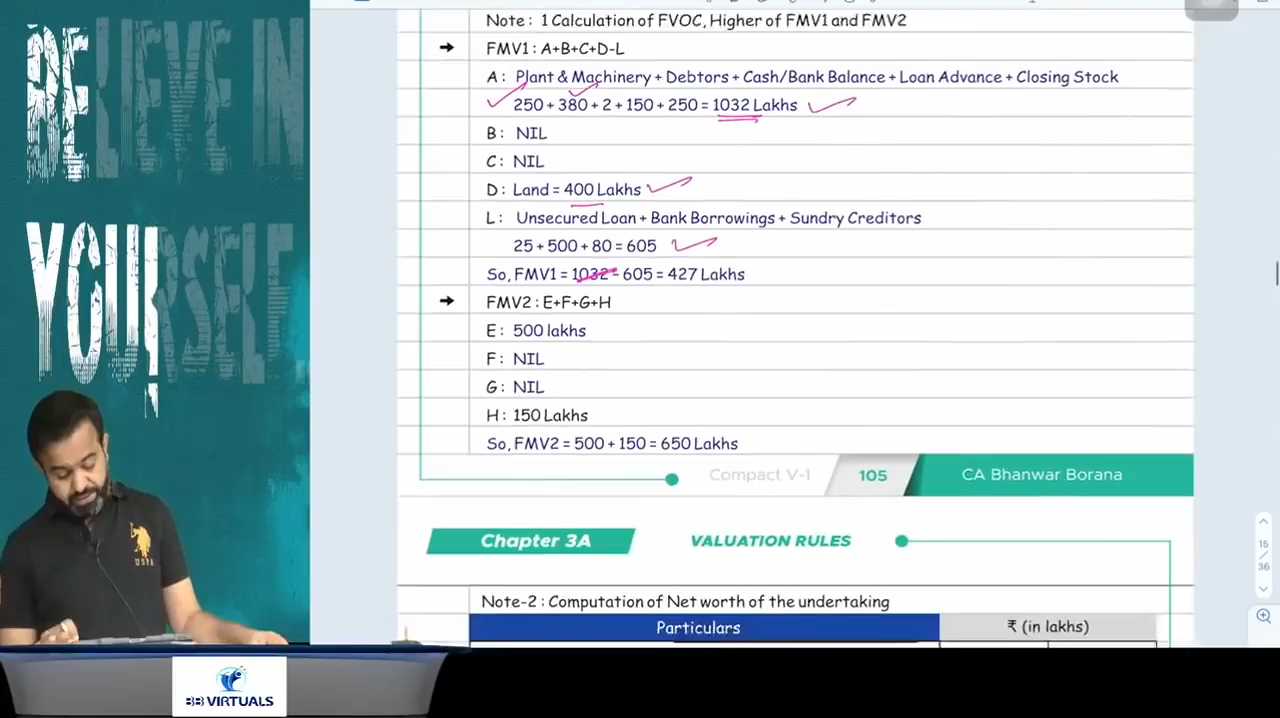 BELIEVE IN
YOURSELF
USPA
BB VIRTUALS
Note : 1 Calculation of FVOC, Higher of FMV1 and FMV2
FMV1 : A+B+C+D-L
A : Plant & Machinery + Debtors + Cash/Bank Balance + Loan Advance + Closing Stock
250 + 380 + 2 + 150 + 250 = 1032 Lakhs
B : NIL
C : NIL
D : Land = 400 Lakhs
L : Unsecured Loan + Bank Borrowings + Sundry Creditors
25 + 500 + 80 = 605
So, FMV1 = 1032 - 605 = 427 Lakhs
FMV2 : E+F+G+H
E : 500 lakhs
F : NIL
G : NIL
H : 150 Lakhs
So, FMV2 = 500 + 150 = 650 Lakhs
Compact V-1 105 CA Bhanwar Borana
Chapter 3A VALUATION RULES
Note-2 : Computation of Net worth of the undertaking
Particulars ₹ (in lakhs)
15
/
36